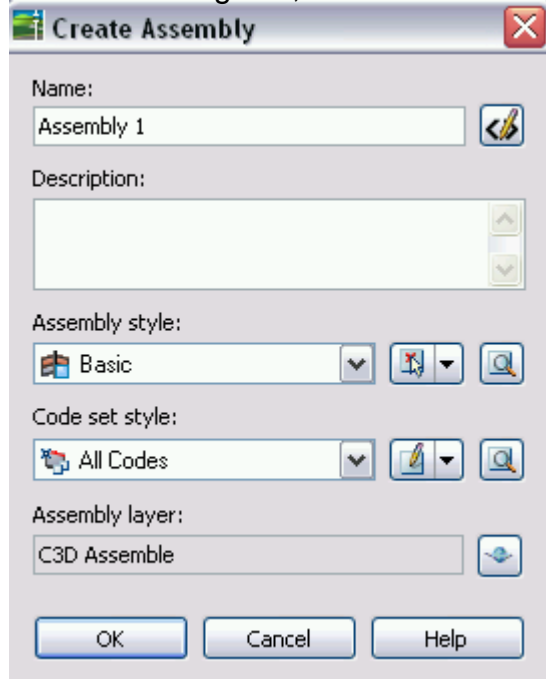 Create Assembly
Name:
Assembly 1
Description:
Assembly style:
Basic
Code set style:
All Codes
Assembly layer:
C3D Assemble
OK Cancel Help